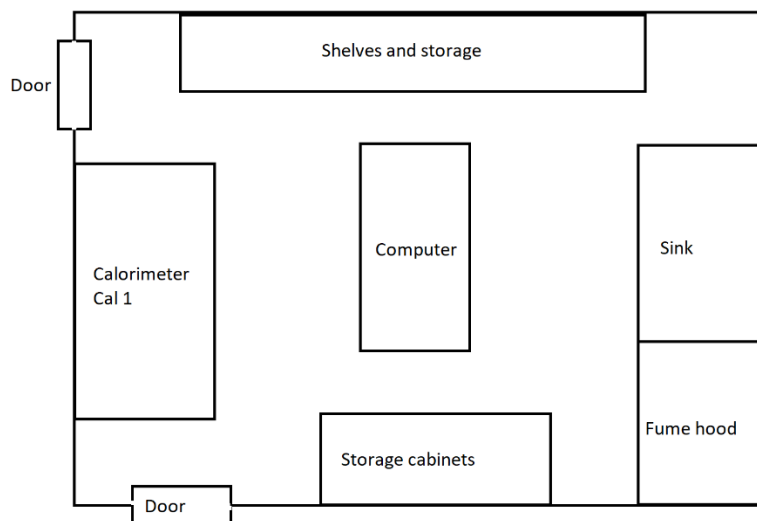 Shelves and storage
Door
Calorimeter
Cal 1
Computer
Sink
Fume hood
Storage cabinets
Door